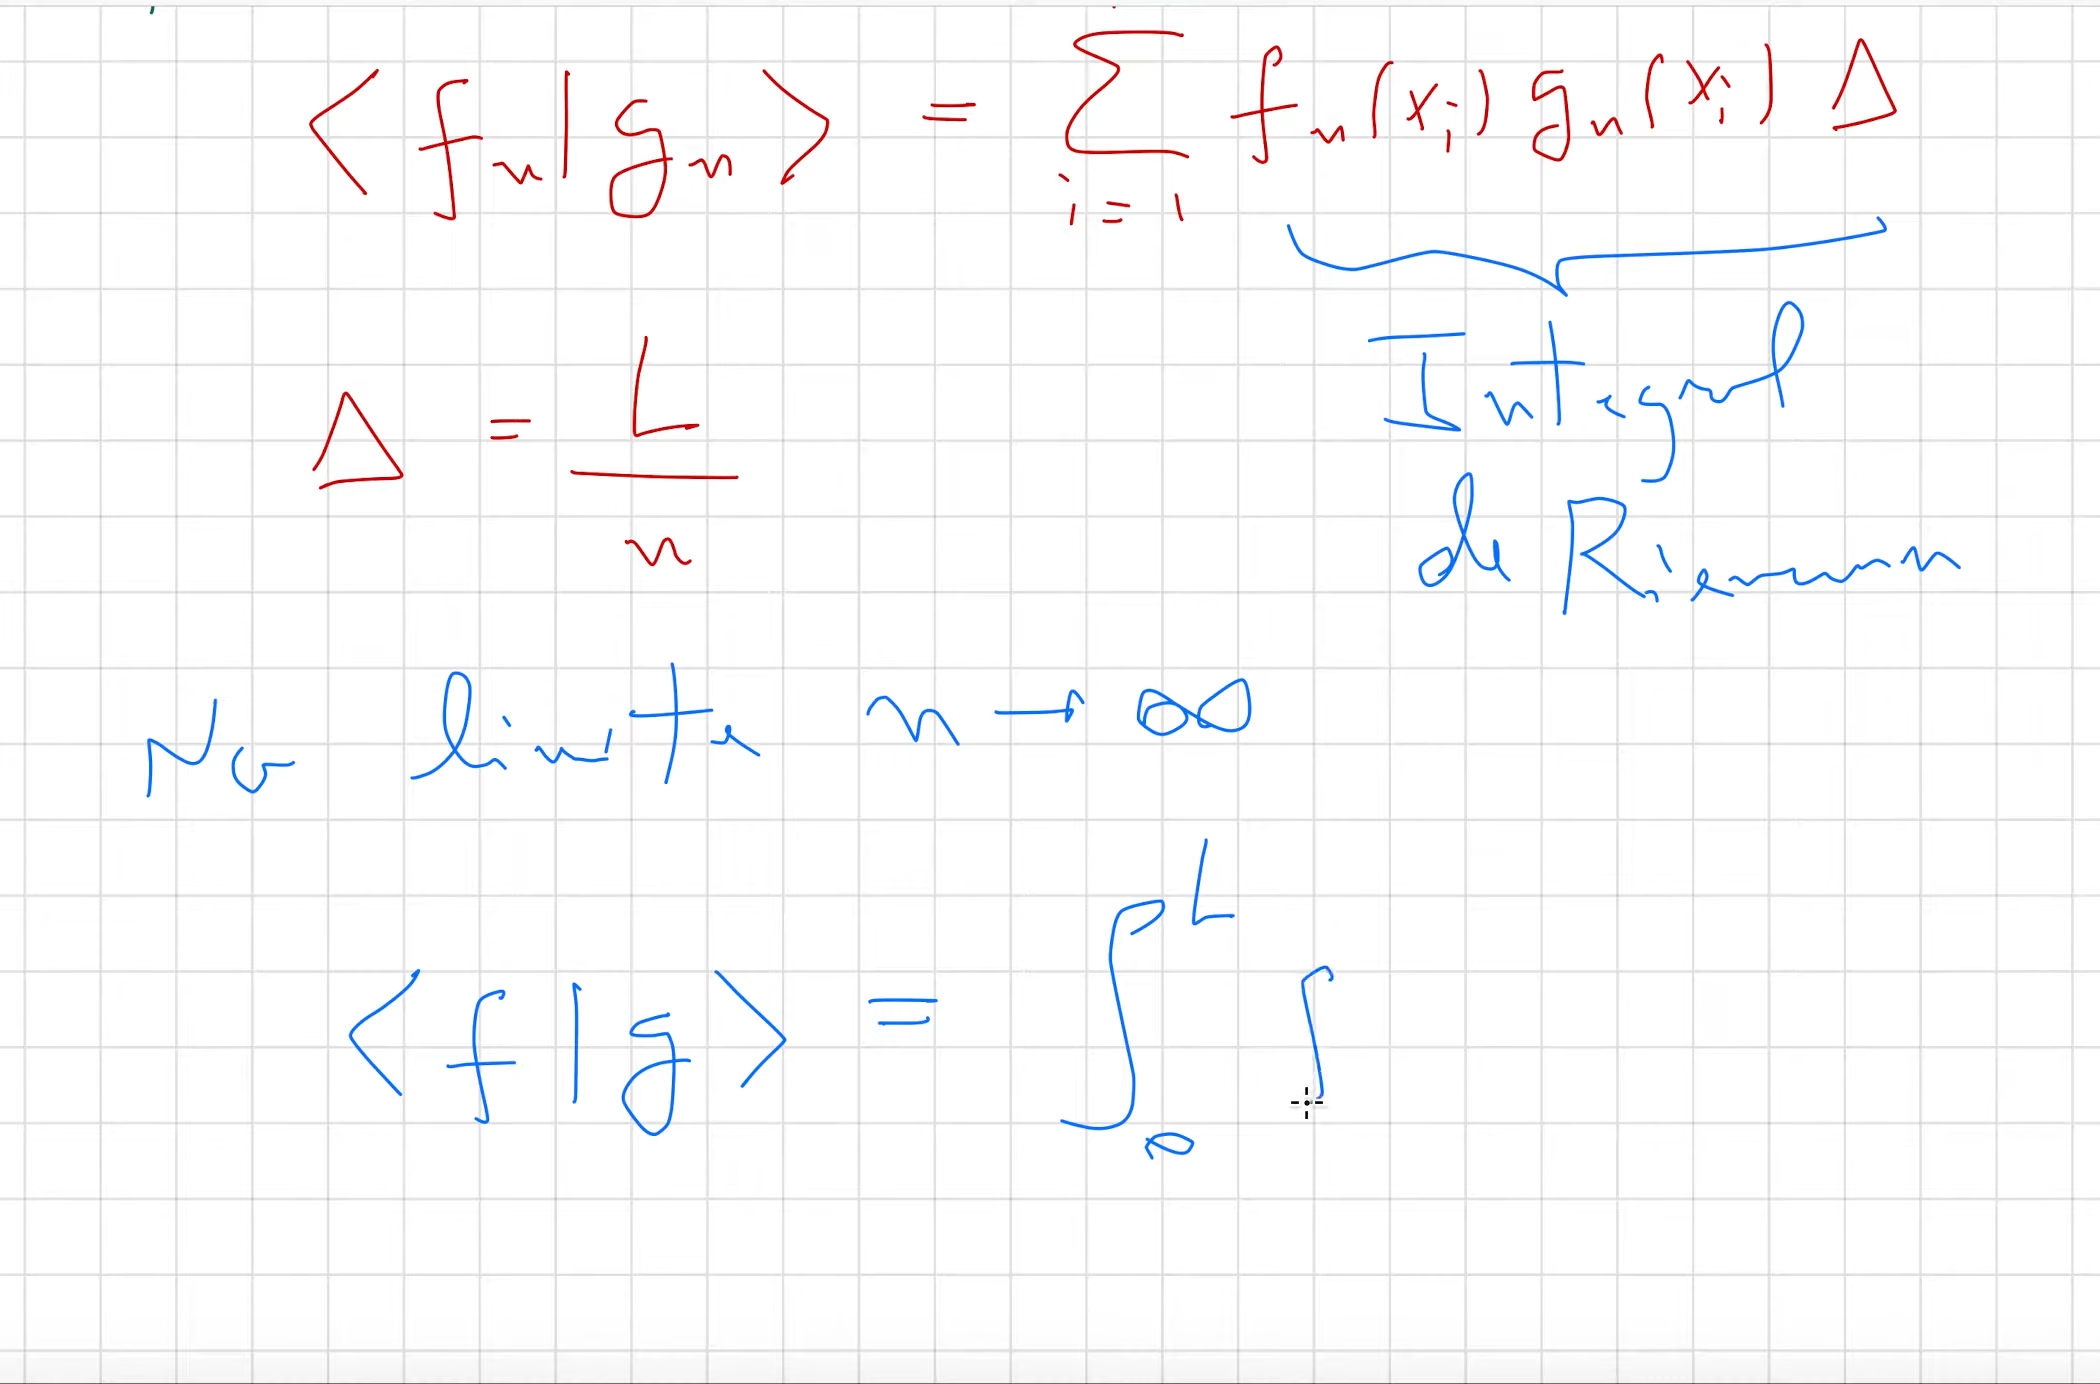 < f_n | g_n > = Σ_{i=1} f_n(x_i) g_n(x_i) Δ
Δ = L / n
Integral
de Riemann
No limite n → ∞
< f | g > = ∫_0^L f